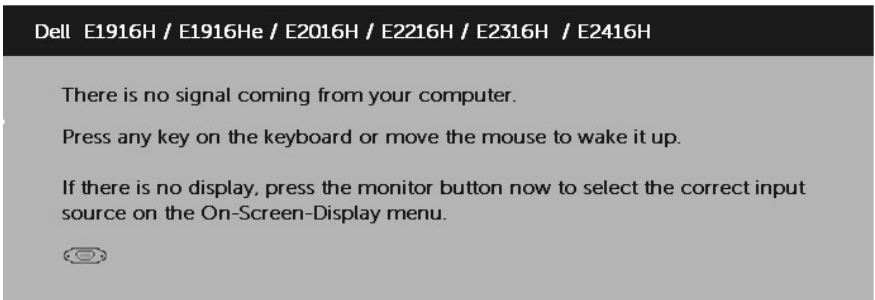 Dell E1916H / E1916He / E2016H / E2216H / E2316H / E2416H
There is no signal coming from your computer.
Press any key on the keyboard or move the mouse to wake it up.
If there is no display, press the monitor button now to select the correct input
source on the On-Screen-Display menu.